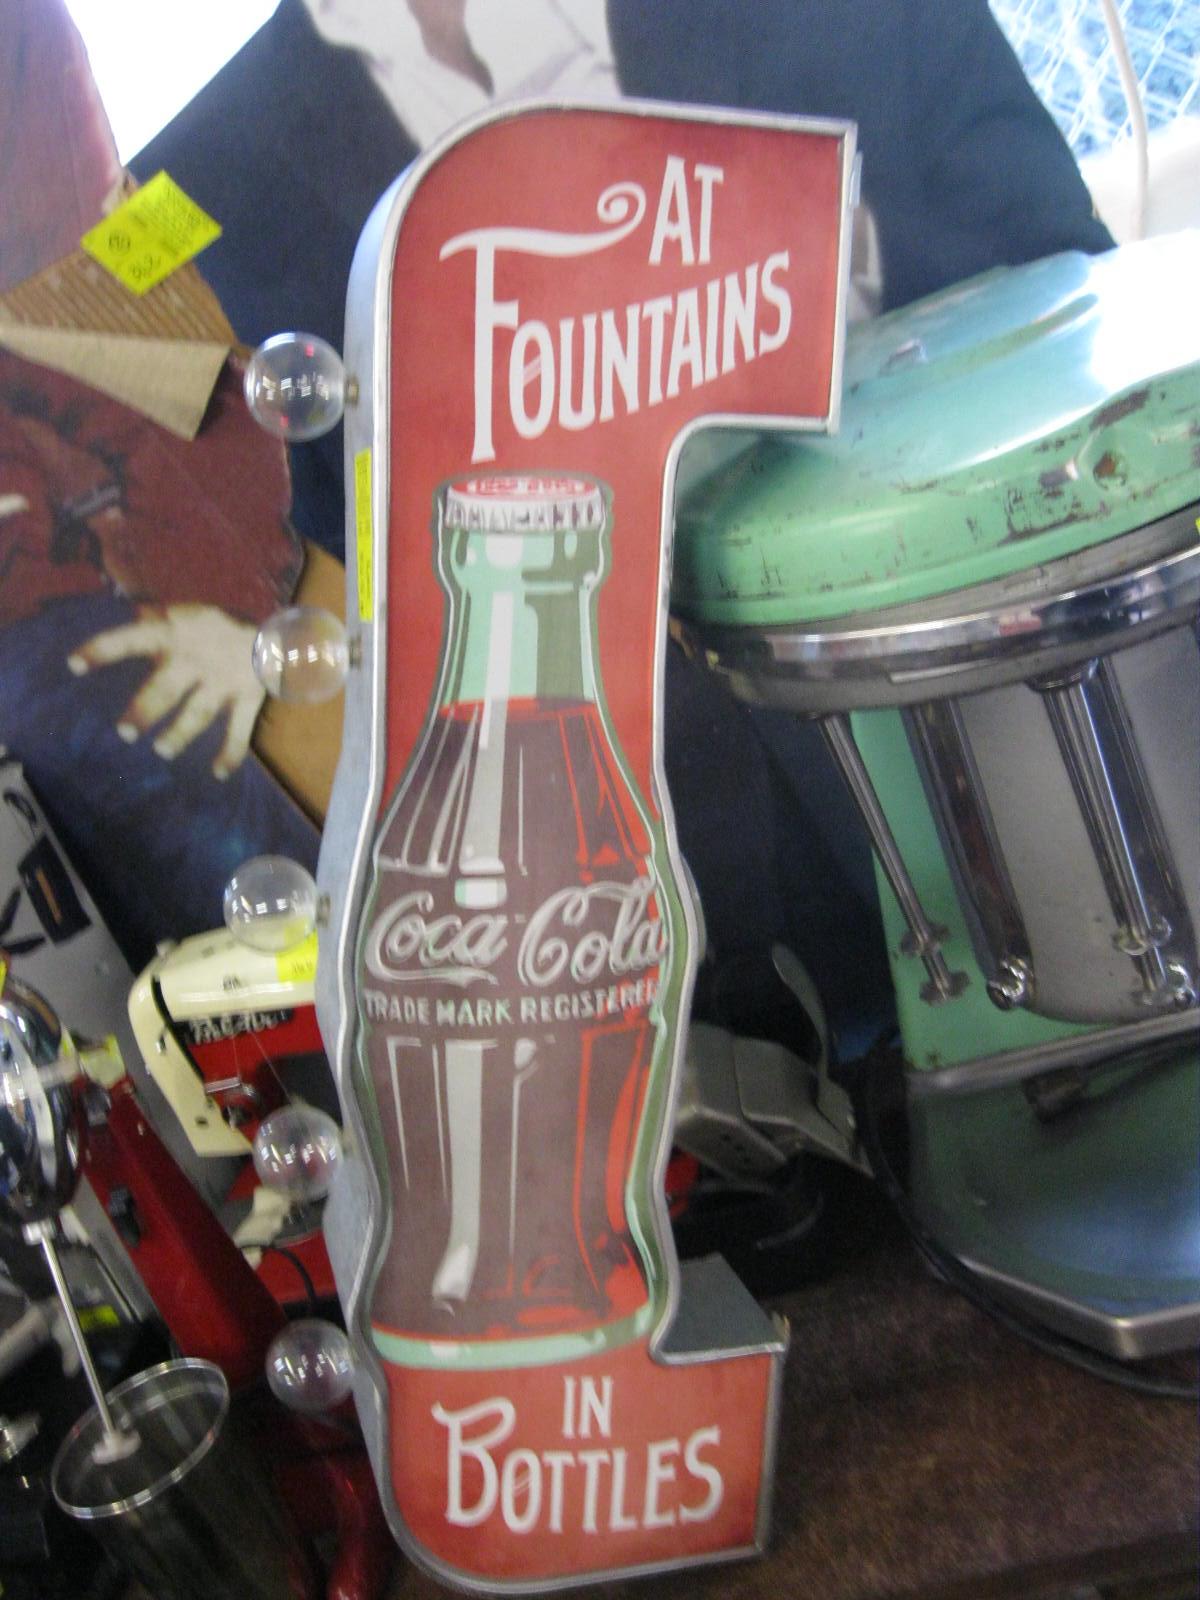 AT
FOUNTAINS
Coca-Cola
TRADE MARK REGISTERED
IN
BOTTLES